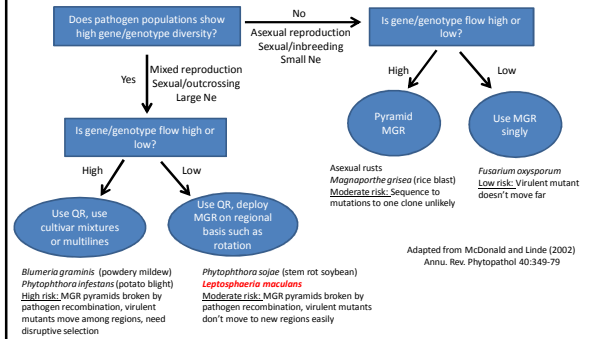 Does pathogen populations show
high gene/genotype diversity?
No
Asexual reproduction
Sexual/inbreeding
Small Ne
Is gene/genotype flow high or
low?
Yes
Mixed reproduction
Sexual/outcrossing
Large Ne
High
Low
Is gene/genotype flow high or
low?
Pyramid
MGR
Use MGR
singly
High
Low
Asexual rusts
Magnaporthe grisea (rice blast)
Moderate risk: Sequence to
mutations to one clone unlikely
Fusarium oxysporum
Low risk: Virulent mutant
doesn't move far
Use QR, use
cultivar mixtures
or multilines
Use QR, deploy
MGR on regional
basis such as
rotation
Adapted from McDonald and Linde (2002)
Annu. Rev. Phytopathol 40:349-79
Blumeria graminis (powdery mildew)
Phytophthora infestans (potato blight)
High risk: MGR pyramids broken by
pathogen recombination, virulent
mutants move among regions, need
disruptive selection
Phytophthora sojae (stem rot soybean)
Leptosphaeria maculans
Moderate risk: MGR pyramids broken by
pathogen recombination, virulent mutants
don't move to new regions easily